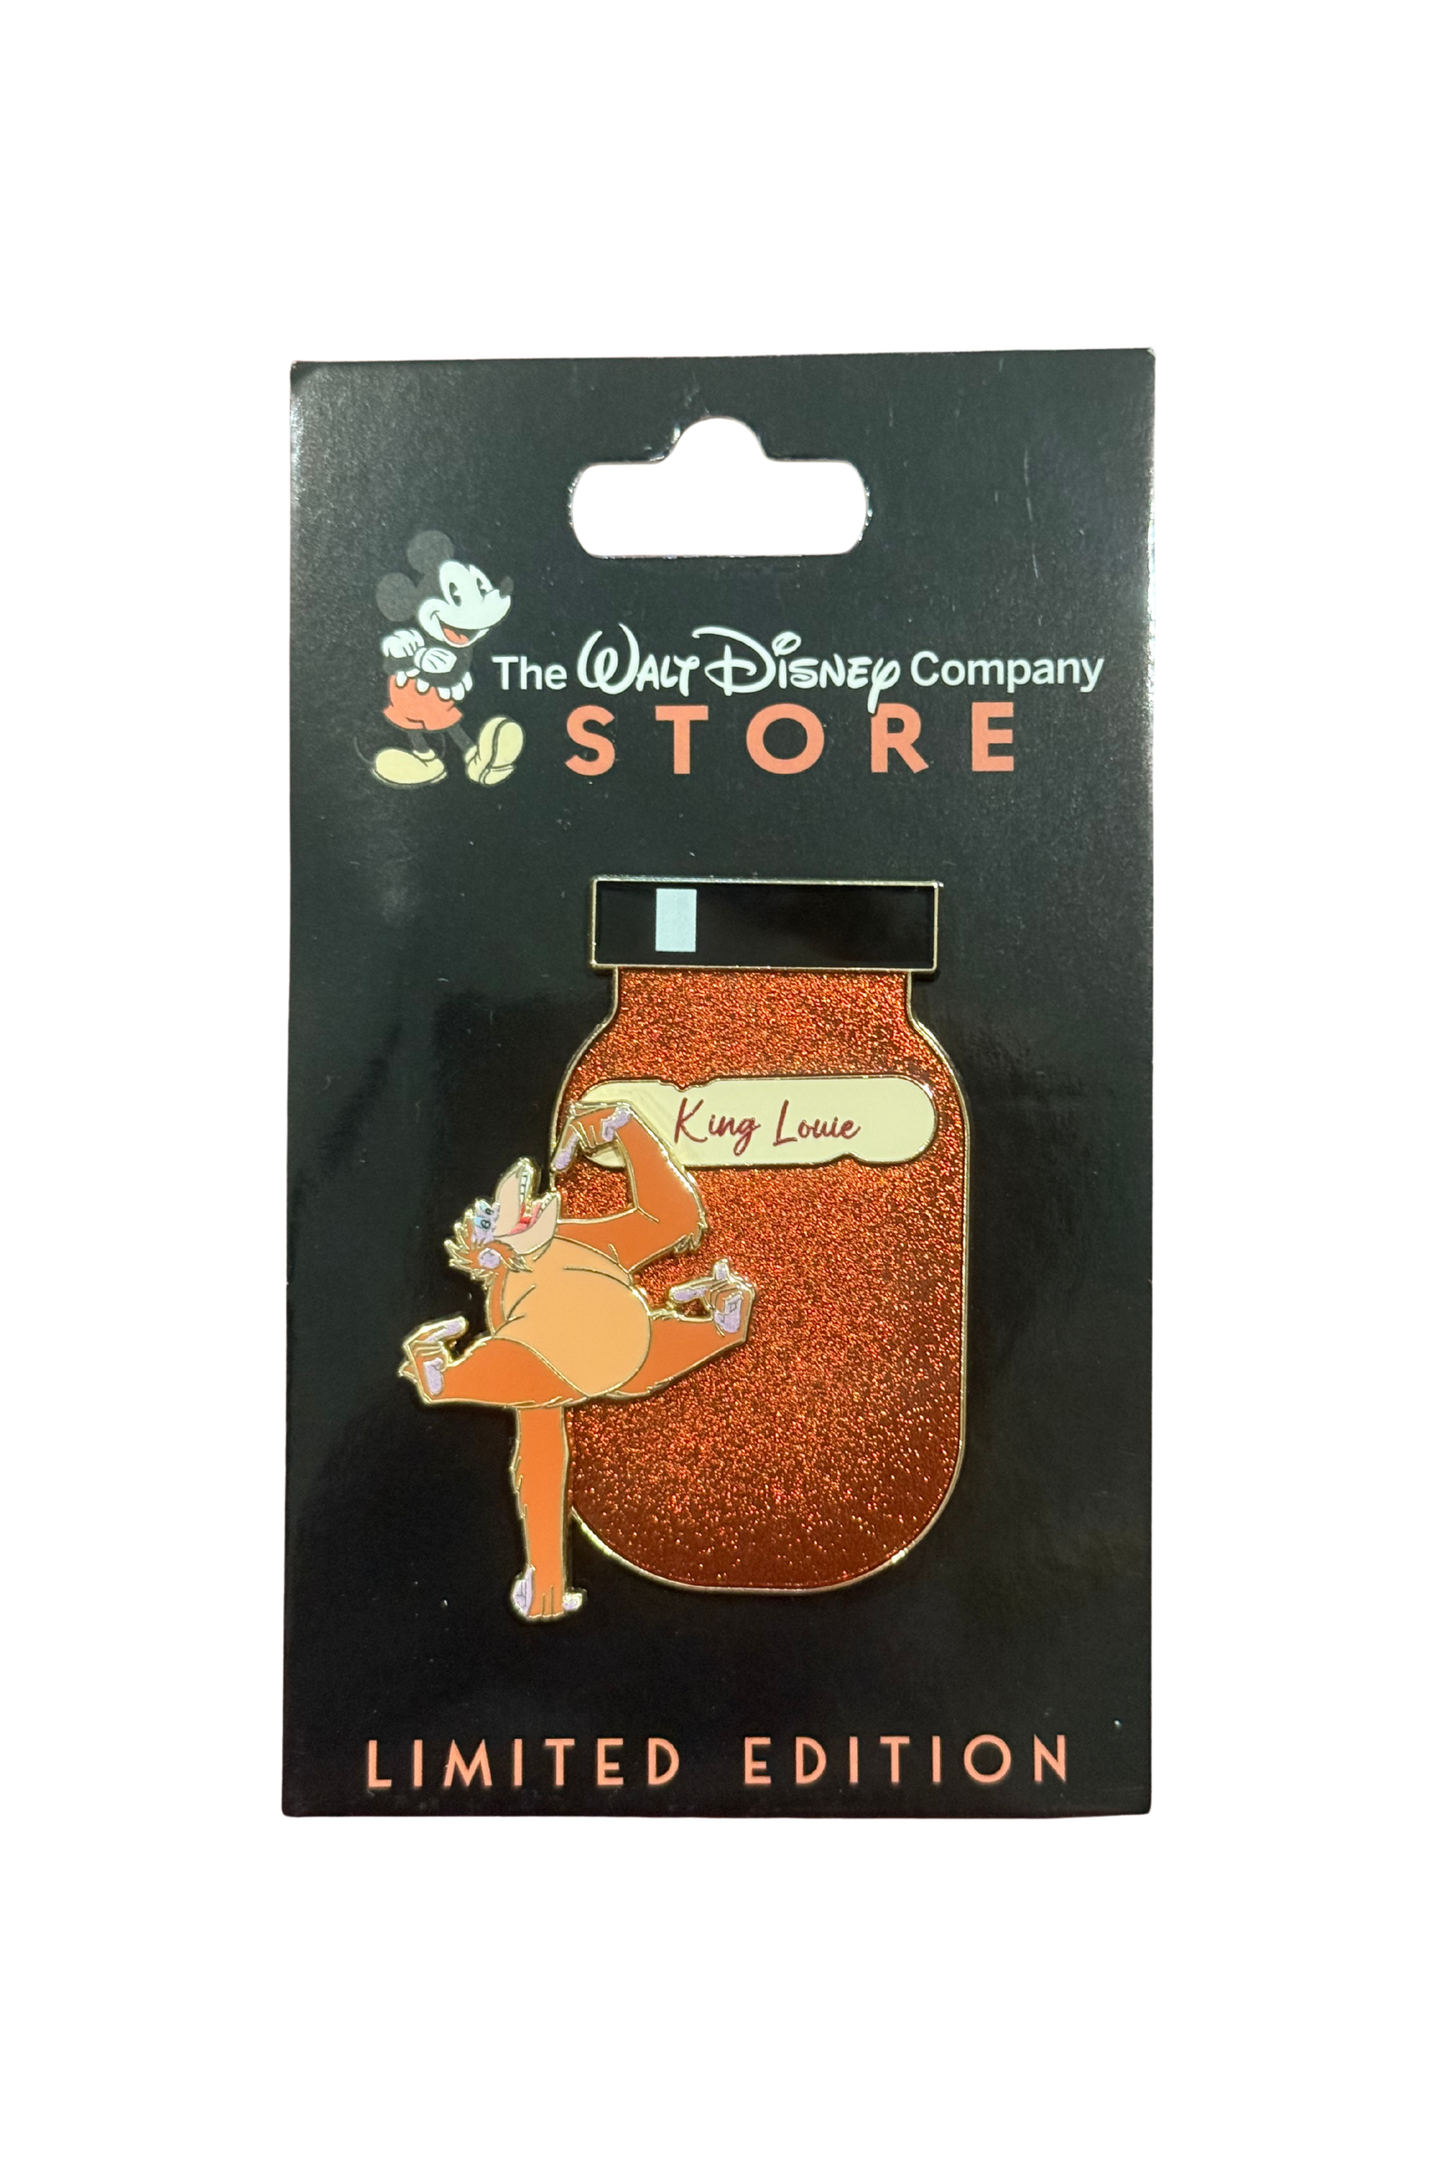 The WALT DISNEY Company
STORE
King Louie
LIMITED EDITION